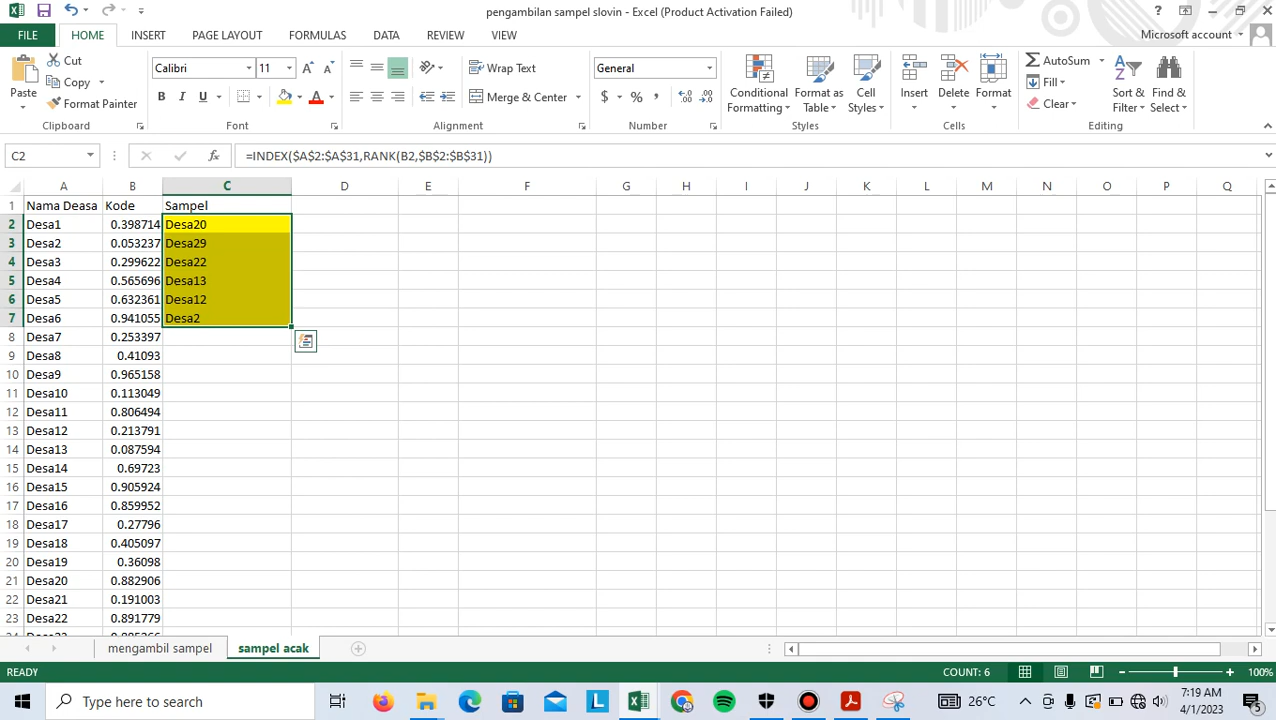 pengambilan sampel slovin - Excel (Product Activation Failed)
FILE HOME INSERT PAGE LAYOUT FORMULAS DATA REVIEW VIEW
Microsoft account
Paste
Cut
Copy
Format Painter
Clipboard
Calibri 11
B I U
Font
Wrap Text
Merge & Center
Alignment
General
$ % ,
Number
Conditional Formatting
Format as Table
Cell Styles
Styles
Insert Delete Format
Cells
AutoSum
Fill
Clear
Sort & Filter
Find & Select
Editing
C2 =INDEX($A$2:$A$31,RANK(B2,$B$2:$B$31))
A B C D E F G H I J K L M N O P Q
1 Nama Deasa Kode Sampel
2 Desa1 0.398714 Desa20
3 Desa2 0.053237 Desa29
4 Desa3 0.299622 Desa22
5 Desa4 0.565696 Desa13
6 Desa5 0.632361 Desa12
7 Desa6 0.941055 Desa2
8 Desa7 0.253397
9 Desa8 0.41093
10 Desa9 0.965158
11 Desa10 0.113049
12 Desa11 0.806494
13 Desa12 0.213791
14 Desa13 0.087594
15 Desa14 0.69723
16 Desa15 0.905924
17 Desa16 0.859952
18 Desa17 0.27796
19 Desa18 0.405097
20 Desa19 0.36098
21 Desa20 0.882906
22 Desa21 0.191003
23 Desa22 0.891779
mengambil sampel sampel acak
READY COUNT: 6 100%
Type here to search
26°C
7:19 AM
4/1/2023
5